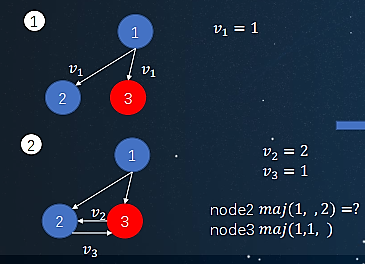 1
1
v₁ = 1
v₁
v₁
2
3
2
1
v₂ = 2
v₃ = 1
2
v₂
3
node2 maj(1, ,2) =?
node3 maj(1,1, )
v₃